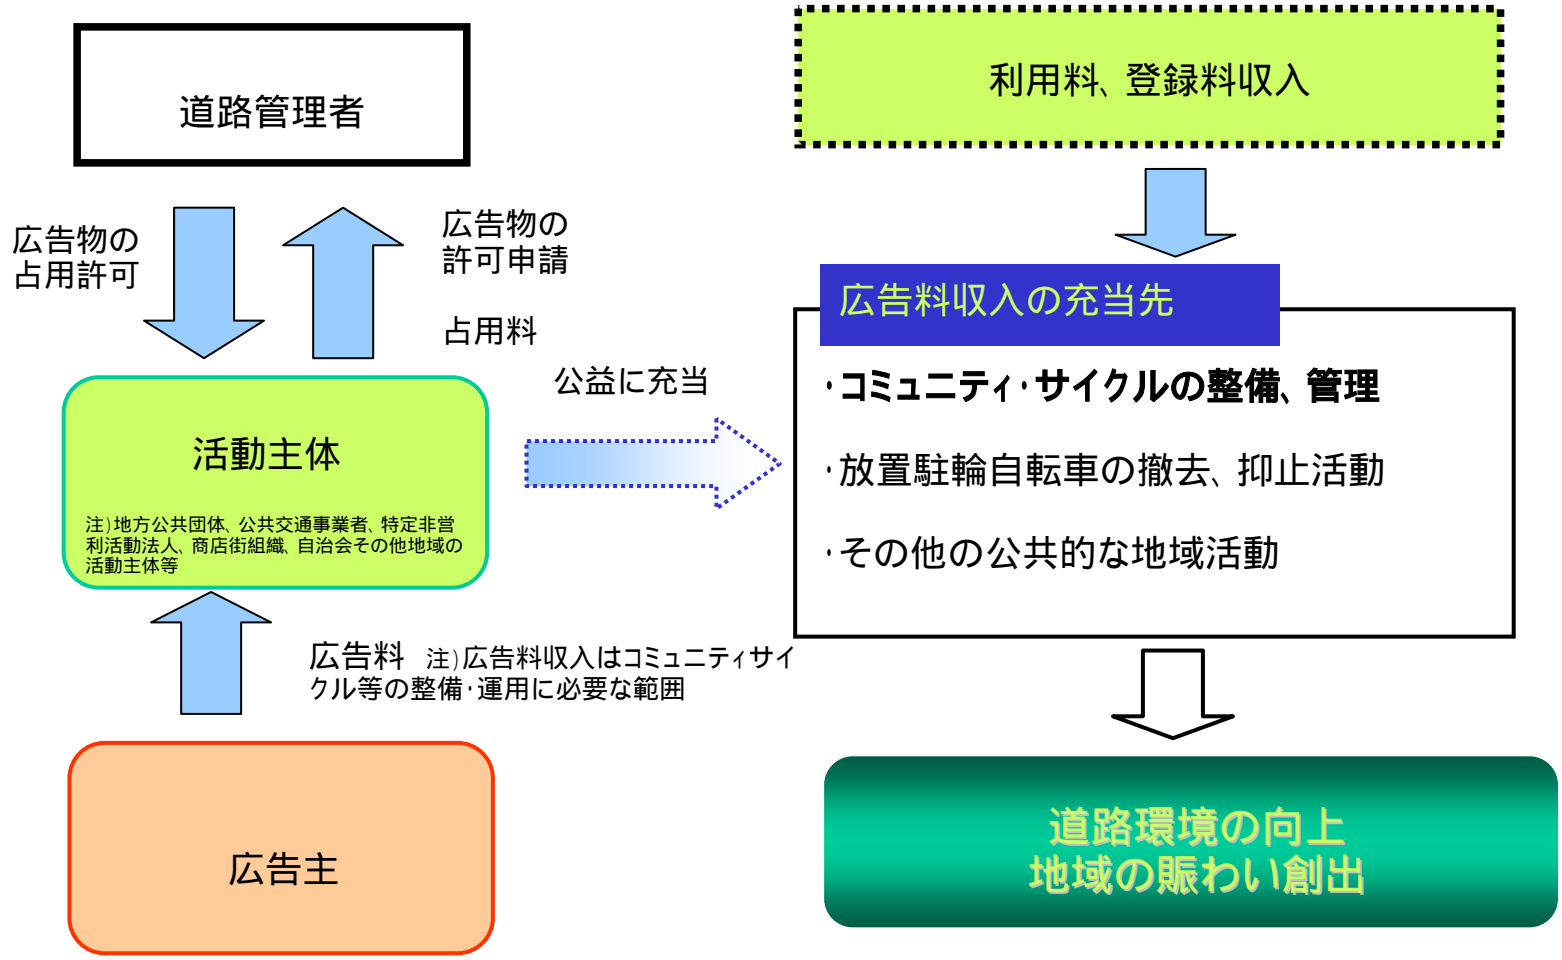 道路管理者
広告物の
占用許可
広告物の
許可申請
占用料
活動主体
注)地方公共団体、公共交通事業者、特定非営
利活動法人、商店街組織、自治会その他地域の
活動主体等
公益に充当
広告料　注)広告料収入はコミュニティサイ
クル等の整備・運用に必要な範囲
広告主
利用料、登録料収入
広告料収入の充当先
・コミュニティ・サイクルの整備、管理
・放置駐輪自転車の撤去、抑止活動
・その他の公共的な地域活動
道路環境の向上
地域の賑わい創出